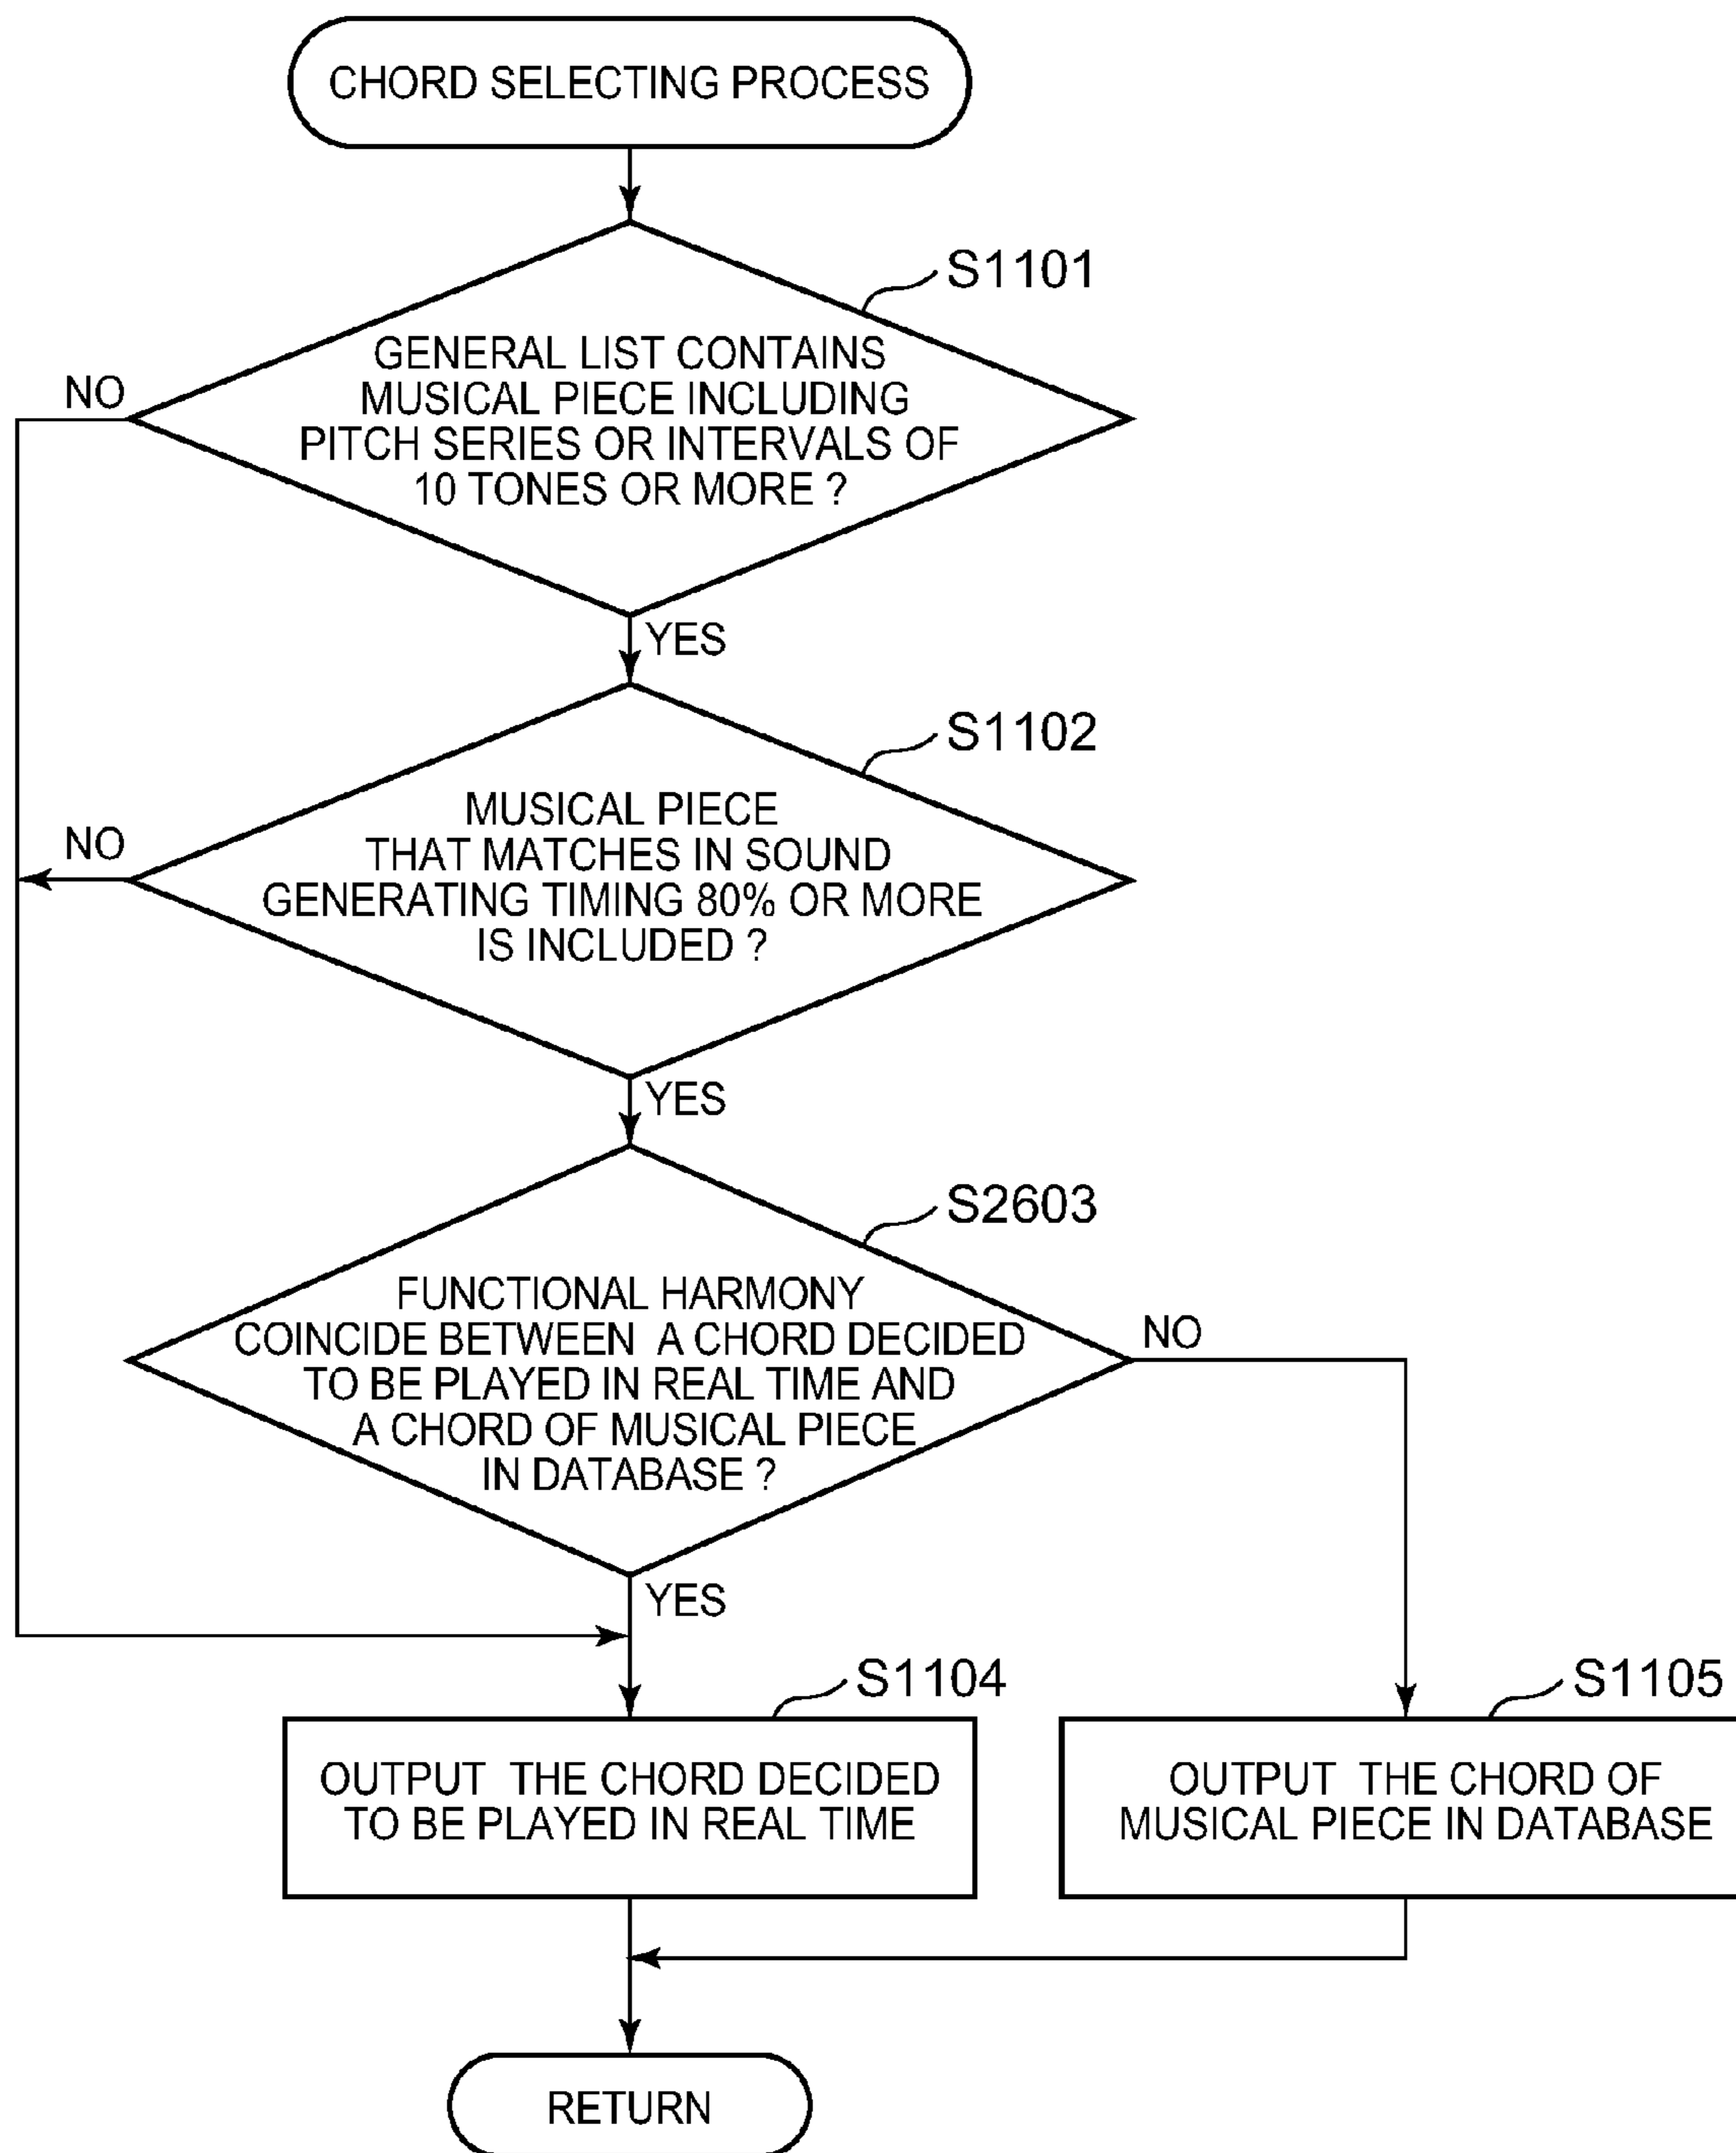 CHORD SELECTING PROCESS
S1101
GENERAL LIST CONTAINS
MUSICAL PIECE INCLUDING
PITCH SERIES OR INTERVALS OF
10 TONES OR MORE ?
NO
YES
S1102
MUSICAL PIECE
THAT MATCHES IN SOUND
GENERATING TIMING 80% OR MORE
IS INCLUDED ?
NO
YES
S2603
FUNCTIONAL HARMONY
COINCIDE BETWEEN A CHORD DECIDED
TO BE PLAYED IN REAL TIME AND
A CHORD OF MUSICAL PIECE
IN DATABASE ?
NO
YES
S1104
OUTPUT THE CHORD DECIDED
TO BE PLAYED IN REAL TIME
S1105
OUTPUT THE CHORD OF
MUSICAL PIECE IN DATABASE
RETURN